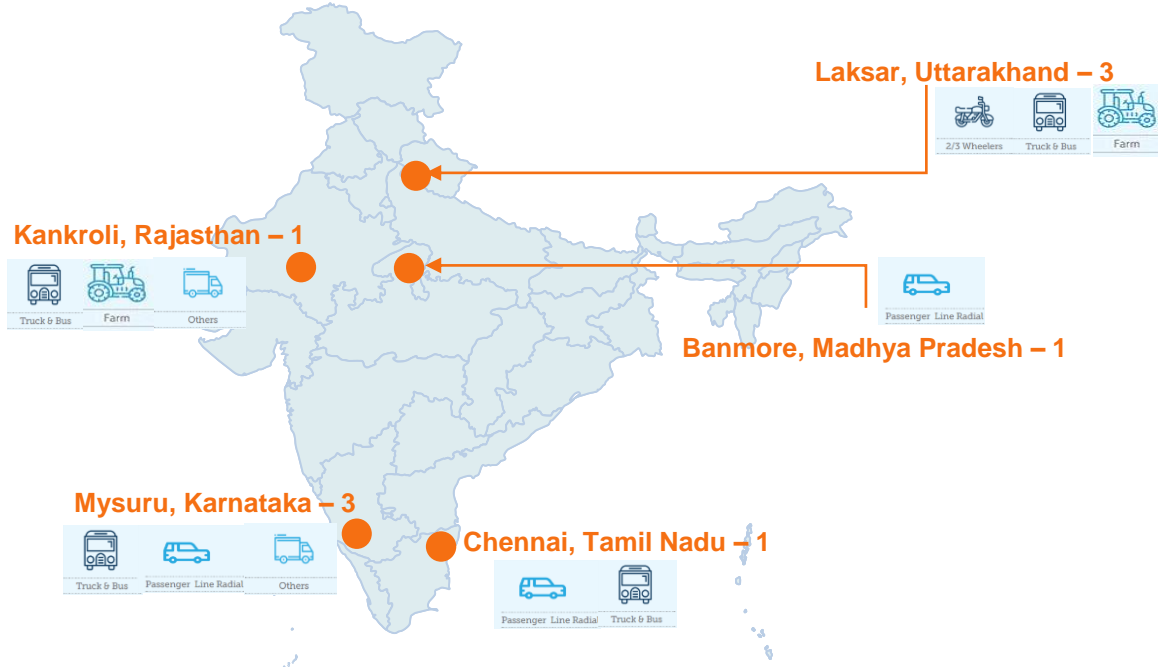 Laksar, Uttarakhand – 3
2/3 Wheelers
Truck & Bus
Farm
Kankroli, Rajasthan – 1
Truck & Bus
Farm
Others
Passenger Line Radial
Banmore, Madhya Pradesh – 1
Mysuru, Karnataka – 3
Truck & Bus
Passenger Line Radial
Others
Chennai, Tamil Nadu – 1
Passenger Line Radial
Truck & Bus